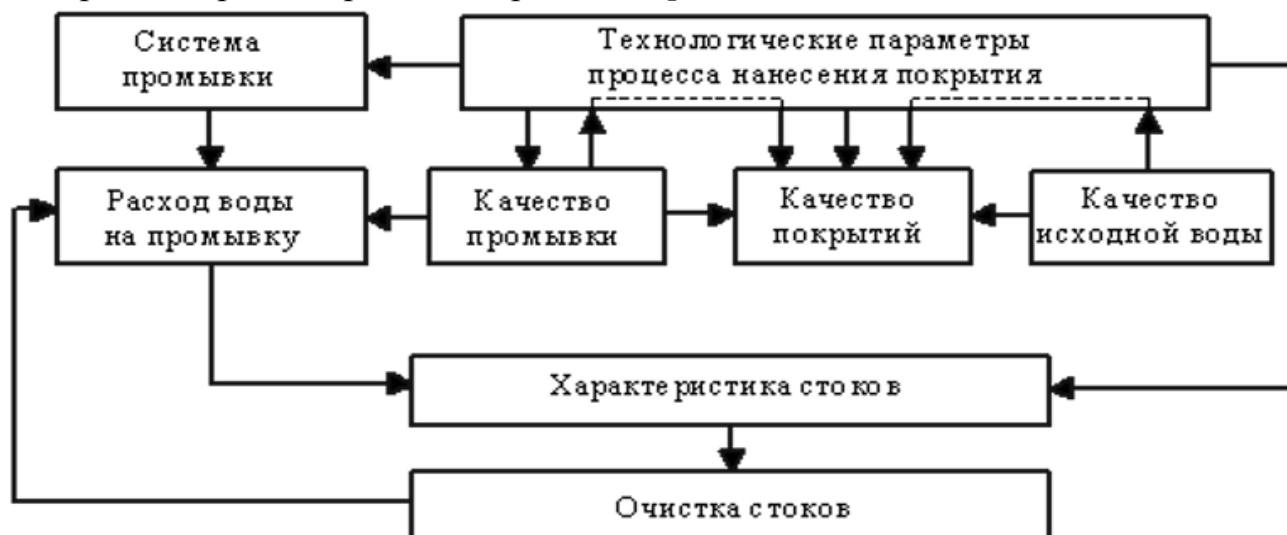 Система
промывки
Технологические параметры
процесса нанесения покрытия
Расход воды
на промывку
Качество
промывки
Качество
покрытий
Качество
исходной воды
Характеристика стоков
Очистка стоков